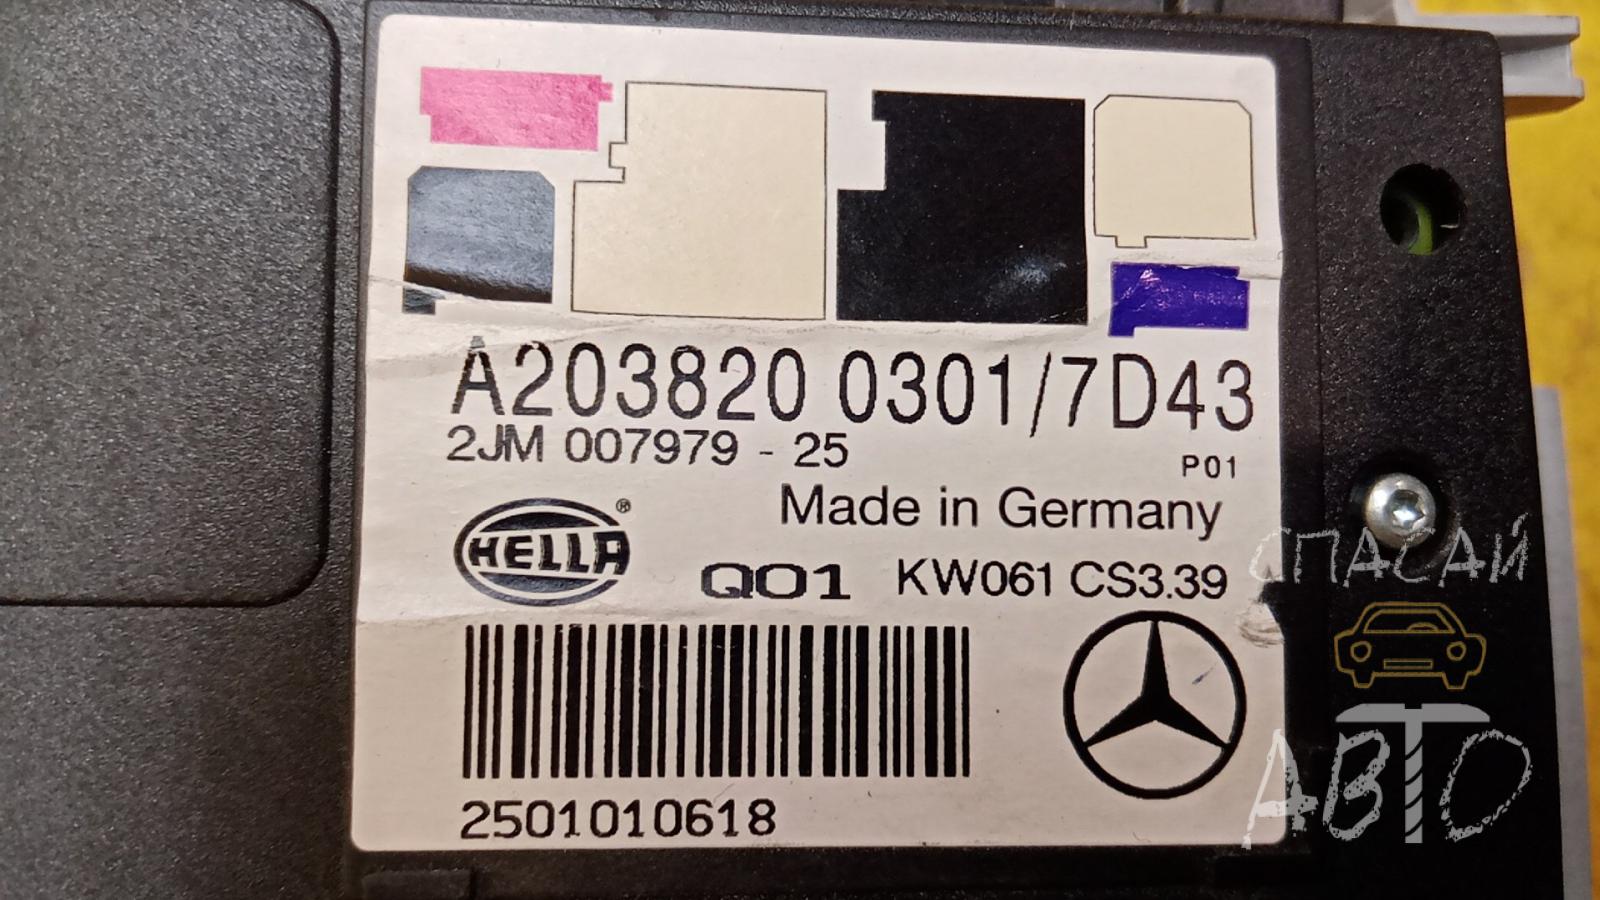 A203820 0301/7D43
2JM 007979 - 25
P01
Made in Germany
HELLA ®
Q01 KW061 CS3.39
2501010618
СПАСАЙ
АВТО